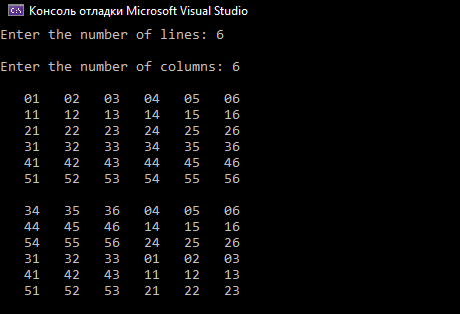 Консоль отладки Microsoft Visual Studio
Enter the number of lines: 6
Enter the number of columns: 6
01 02 03 04 05 06
11 12 13 14 15 16
21 22 23 24 25 26
31 32 33 34 35 36
41 42 43 44 45 46
51 52 53 54 55 56
34 35 36 04 05 06
44 45 46 14 15 16
54 55 56 24 25 26
31 32 33 01 02 03
41 42 43 11 12 13
51 52 53 21 22 23